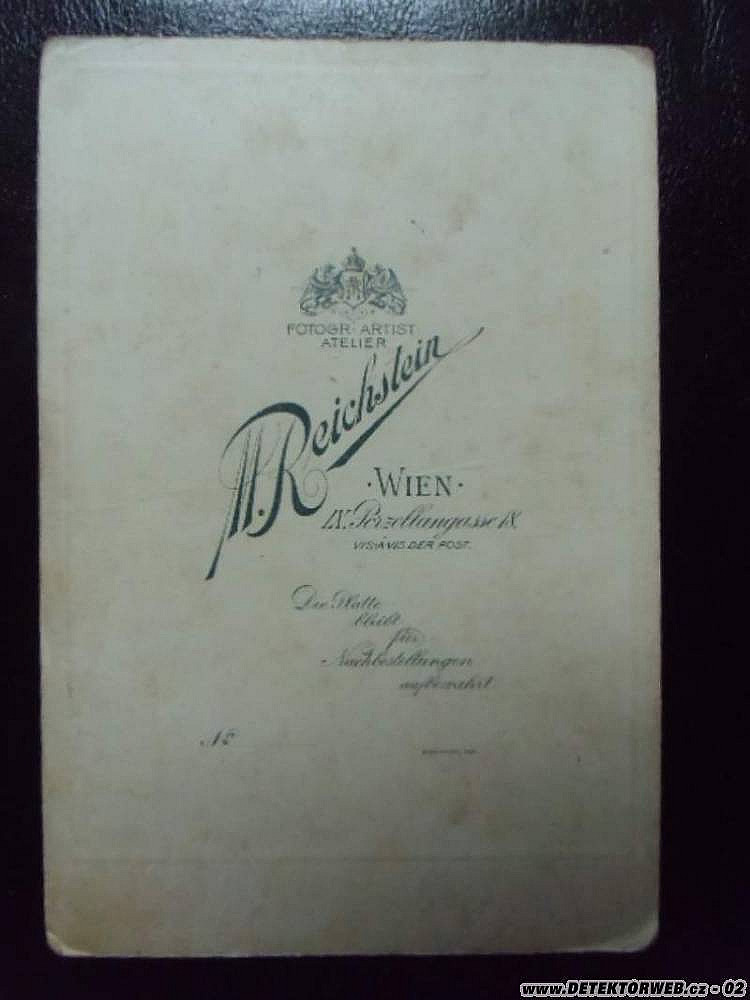 FOTOGR. ARTIST
ATELIER
M. Reichstein
· WIEN ·
IX. Porzellangasse 18.
VIS-À-VIS DER POST.
Die Platte
bleibt
für
Nachbestellungen
aufbewahrt
No
www.DETEKTORWEB.cz - 02